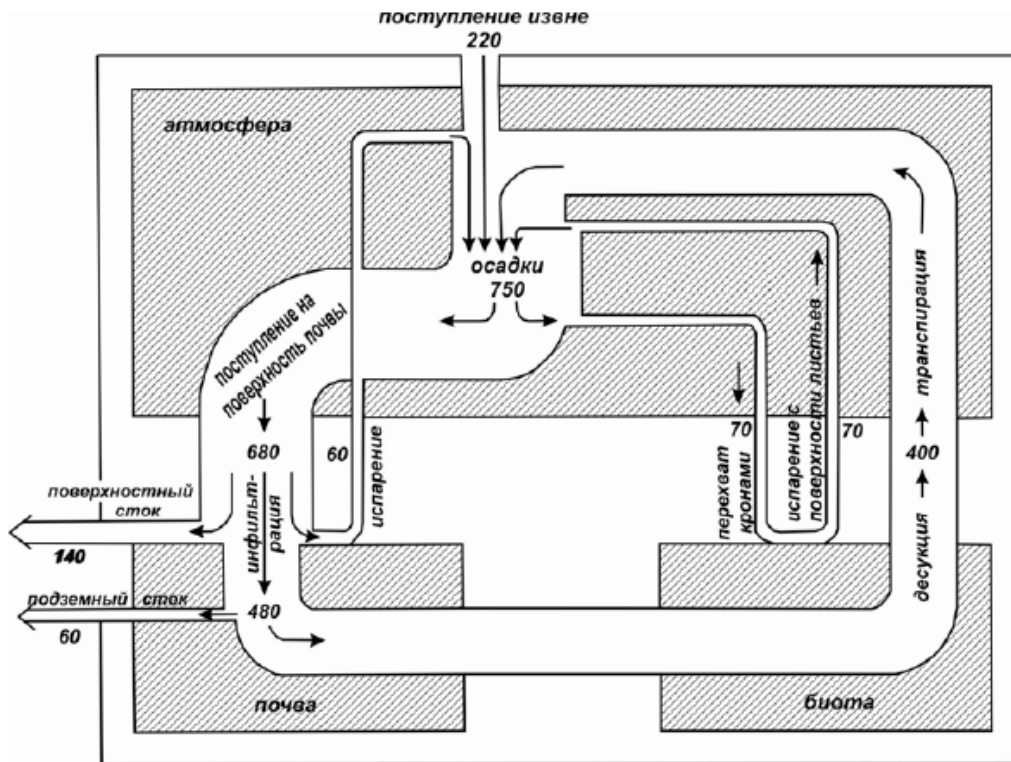 поступление извне
220
атмосфера
осадки
750
поступление на
поверхность почвы
680
60
испарение
70
перехват
кронами
испарение с
поверхности листьев
70
транспирация
400
десукция
поверхностный
сток
140
инфильт-
рация
подземный сток
60
480
почва
биота